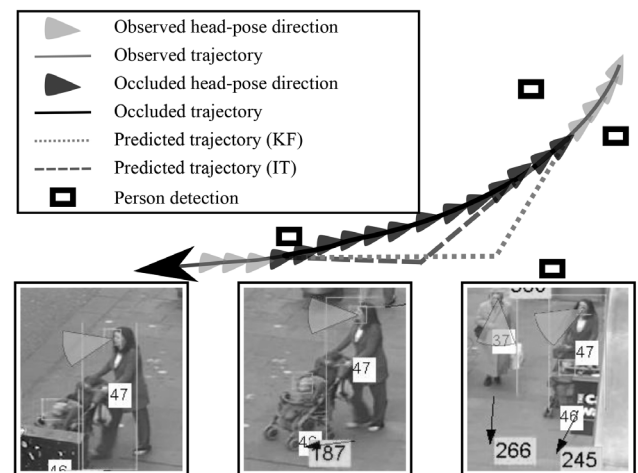 Observed head-pose direction
Observed trajectory
Occluded head-pose direction
Occluded trajectory
Predicted trajectory (KF)
Predicted trajectory (IT)
Person detection
47
46
47
187
37
47
46
266
245